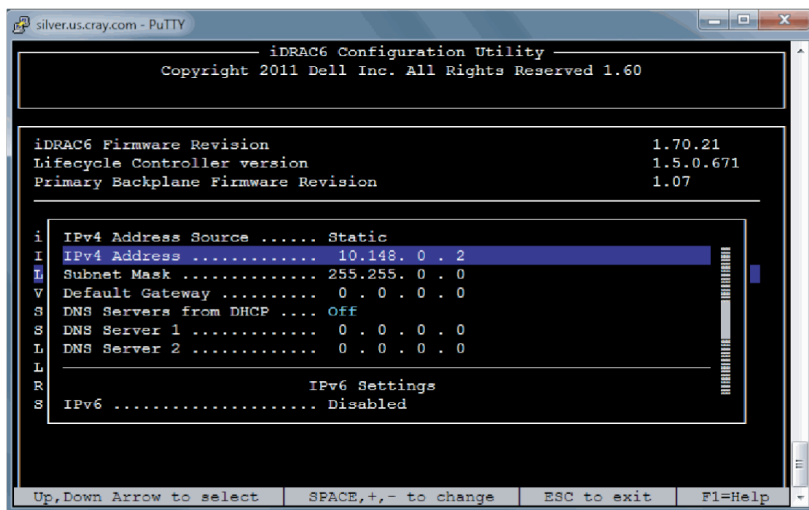 silver.us.cray.com - PuTTY
iDRAC6 Configuration Utility
Copyright 2011 Dell Inc. All Rights Reserved 1.60
iDRAC6 Firmware Revision 1.70.21
Lifecycle Controller version 1.5.0.671
Primary Backplane Firmware Revision 1.07
i IPv4 Address Source ...... Static
I IPv4 Address ............. 10.148. 0 . 2
L Subnet Mask .............. 255.255. 0 . 0
V Default Gateway .......... 0 . 0 . 0 . 0
S DNS Servers from DHCP .... Off
S DNS Server 1 ............. 0 . 0 . 0 . 0
L DNS Server 2 ............. 0 . 0 . 0 . 0
L
R IPv6 Settings
S IPv6 ..................... Disabled
Up,Down Arrow to select SPACE,+,- to change ESC to exit F1=Help